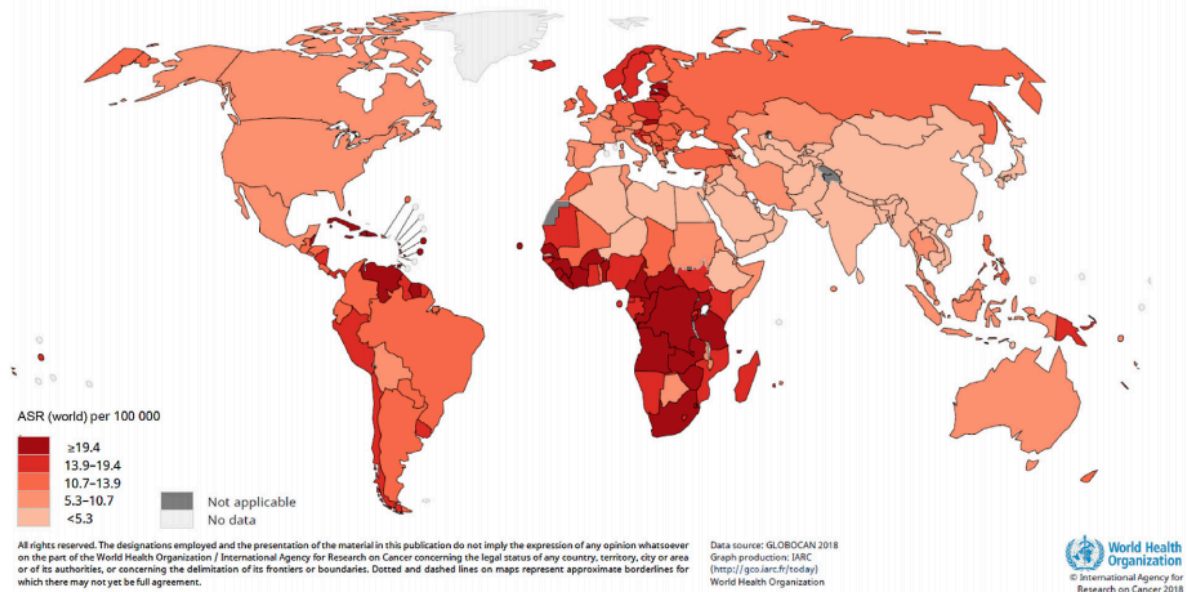 ASR (world) per 100 000
≥19.4
13.9–19.4
10.7–13.9
5.3–10.7
<5.3
Not applicable
No data
All rights reserved. The designations employed and the presentation of the material in this publication do not imply the expression of any opinion whatsoever
on the part of the World Health Organization / International Agency for Research on Cancer concerning the legal status of any country, territory, city or area
or of its authorities, or concerning the delimitation of its frontiers or boundaries. Dotted and dashed lines on maps represent approximate borderlines for
which there may not yet be full agreement.
Data source: GLOBOCAN 2018
Graph production: IARC
(http://gco.iarc.fr/today)
World Health Organization
World Health
Organization
© International Agency for
Research on Cancer 2018